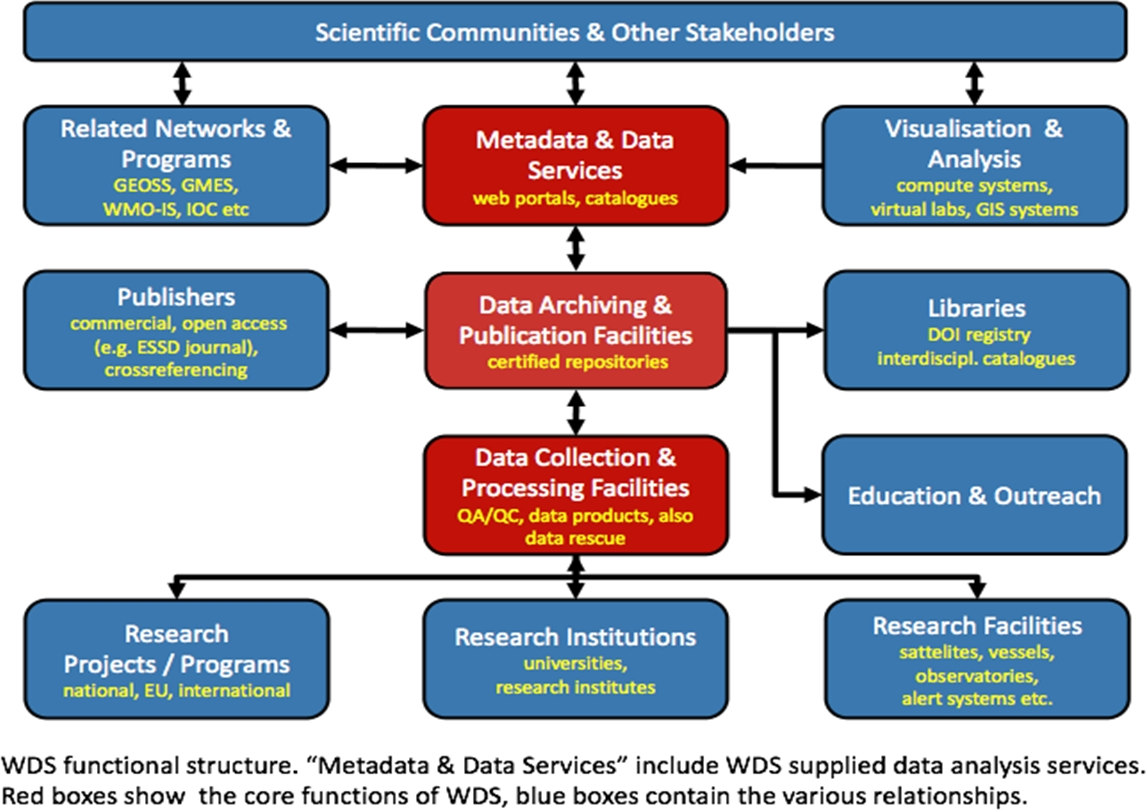 Scientific Communities & Other Stakeholders
Related Networks &
Programs
GEOSS, GMES,
WMO-IS, IOC etc
Metadata & Data
Services
web portals, catalogues
Visualisation &
Analysis
compute systems,
virtual labs, GIS systems
Publishers
commercial, open access
(e.g. ESSD journal),
crossreferencing
Data Archiving &
Publication Facilities
certified repositories
Libraries
DOI registry
interdiscipl. catalogues
Data Collection &
Processing Facilities
QA/QC, data products, also
data rescue
Education & Outreach
Research
Projects / Programs
national, EU, international
Research Institutions
universities,
research institutes
Research Facilities
sattelites, vessels,
observatories,
alert systems etc.
WDS functional structure. “Metadata & Data Services” include WDS supplied data analysis services.
Red boxes show the core functions of WDS, blue boxes contain the various relationships.